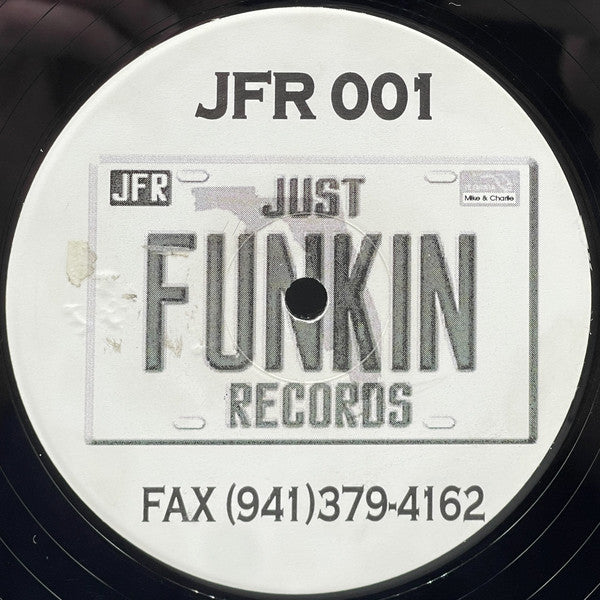 JFR 001
JFR
Mike & Charlie
JUST
FUNKIN
RECORDS
FAX (941)379-4162